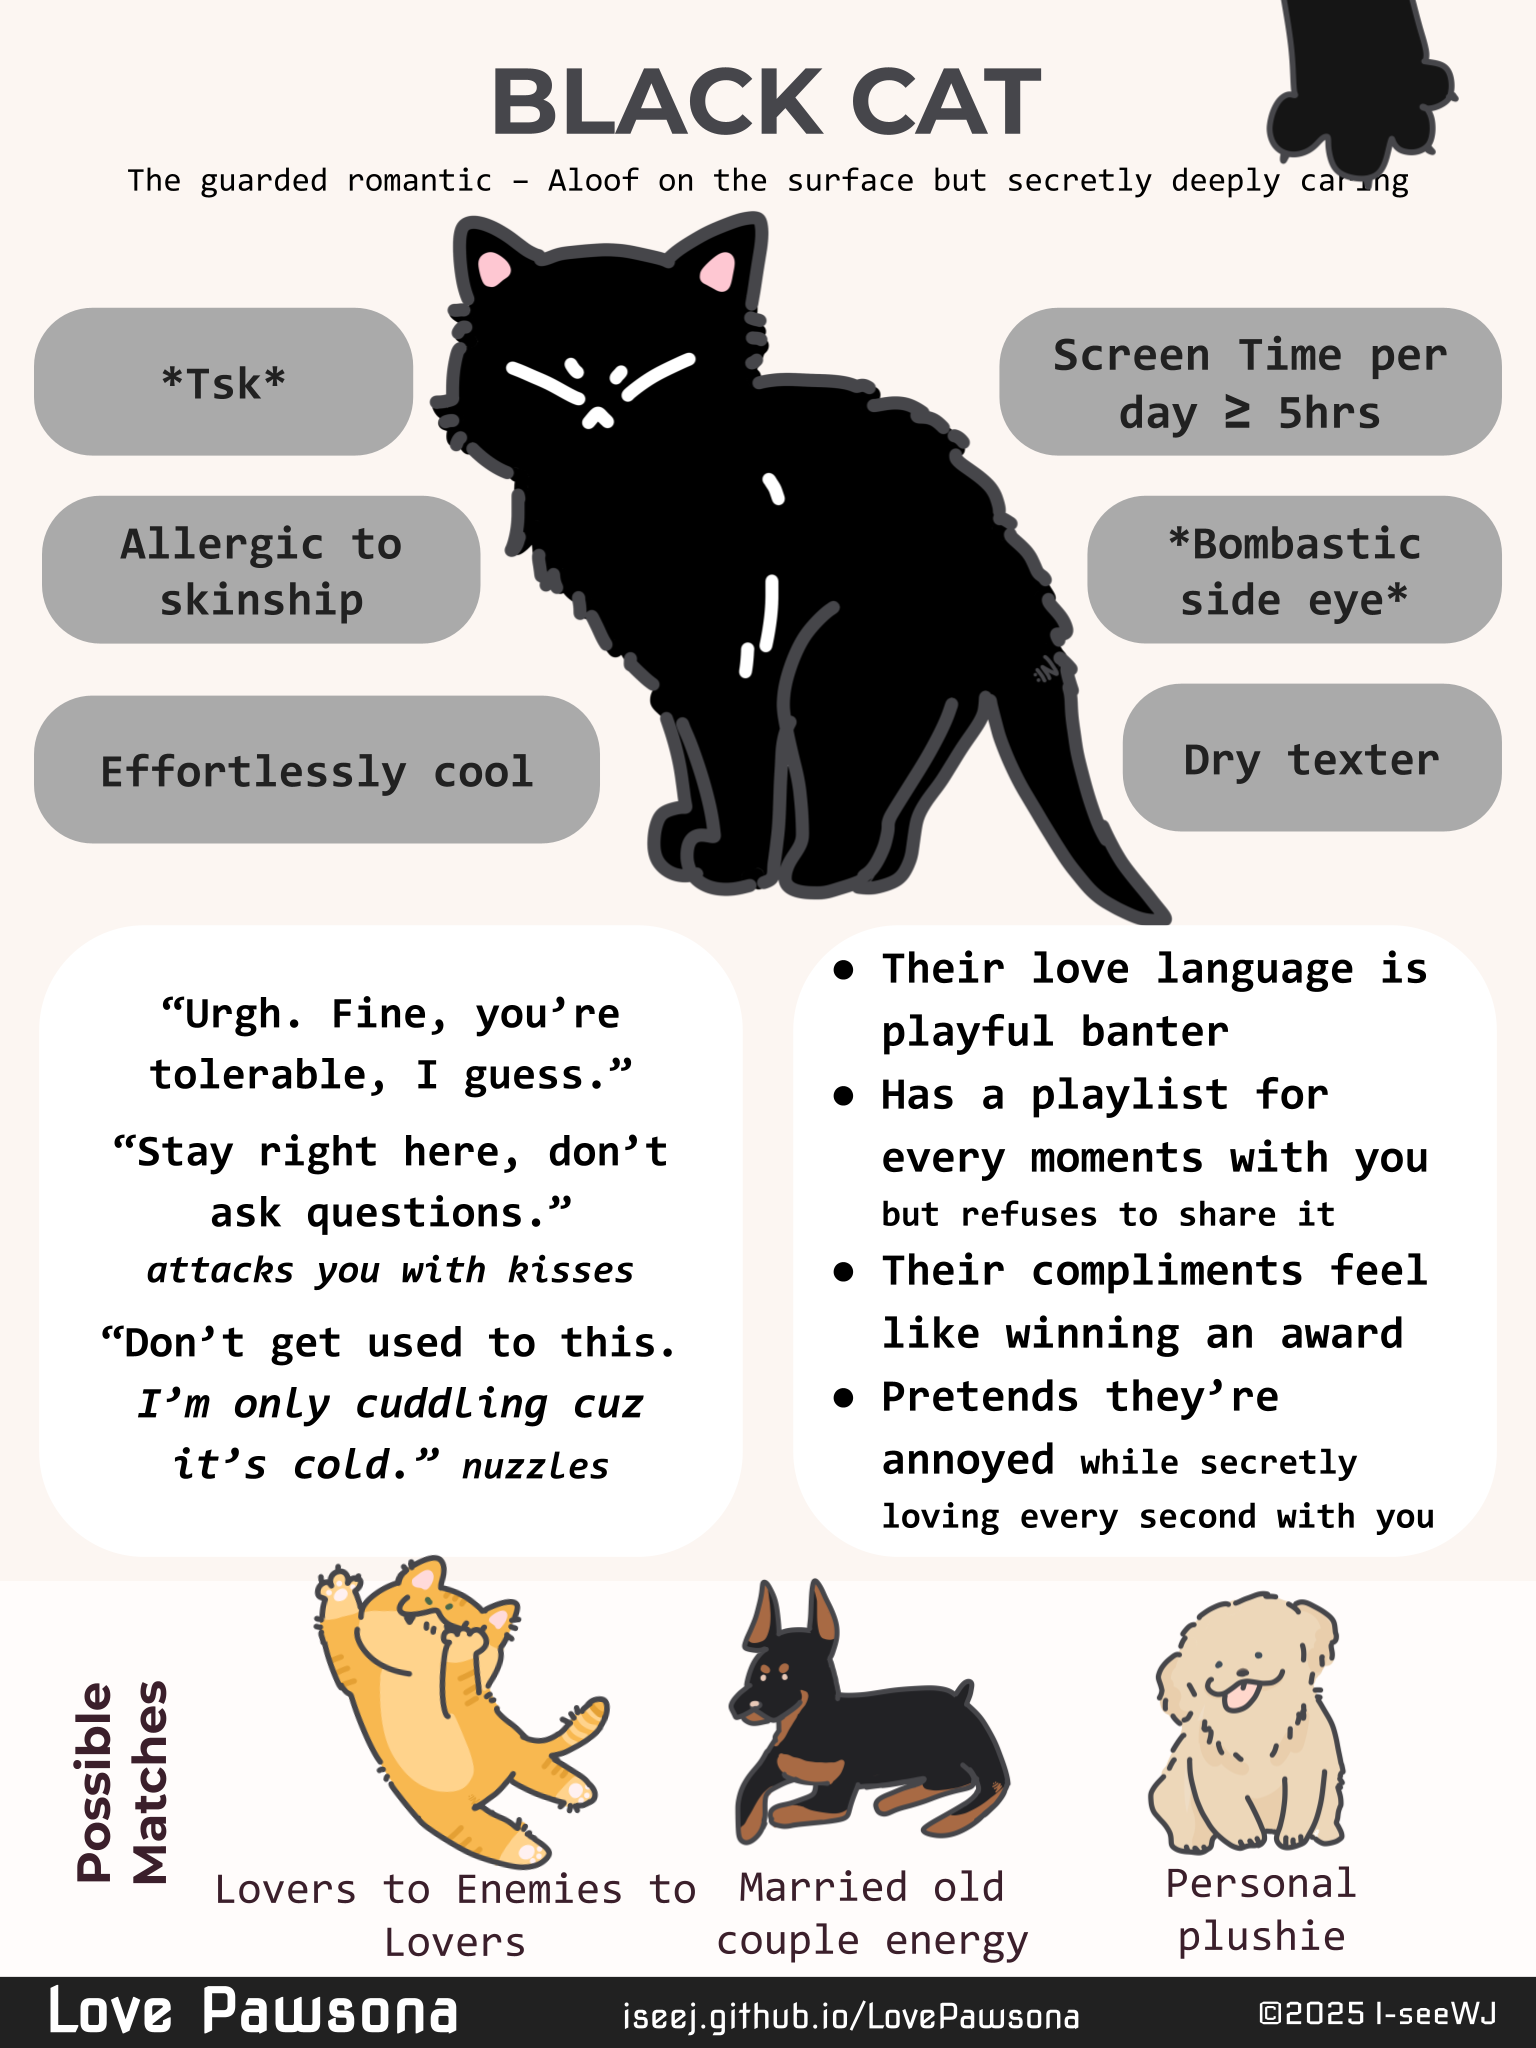 BLACK CAT
The guarded romantic – Aloof on the surface but secretly deeply caring
*Tsk*
Screen Time per
day ≥ 5hrs
Allergic to
skinship
*Bombastic
side eye*
Effortlessly cool
Dry texter
“Urgh. Fine, you’re
tolerable, I guess.”
“Stay right here, don’t
ask questions.”
attacks you with kisses
“Don’t get used to this.
I’m only cuddling cuz
it’s cold.” nuzzles
● Their love language is
playful banter
● Has a playlist for
every moments with you
but refuses to share it
● Their compliments feel
like winning an award
● Pretends they’re
annoyed while secretly
loving every second with you
Possible
Matches
Lovers to Enemies to
Lovers
Married old
couple energy
Personal
plushie
Love Pawsona
iseej.github.io/LovePawsona
©2025 I-seeWJ